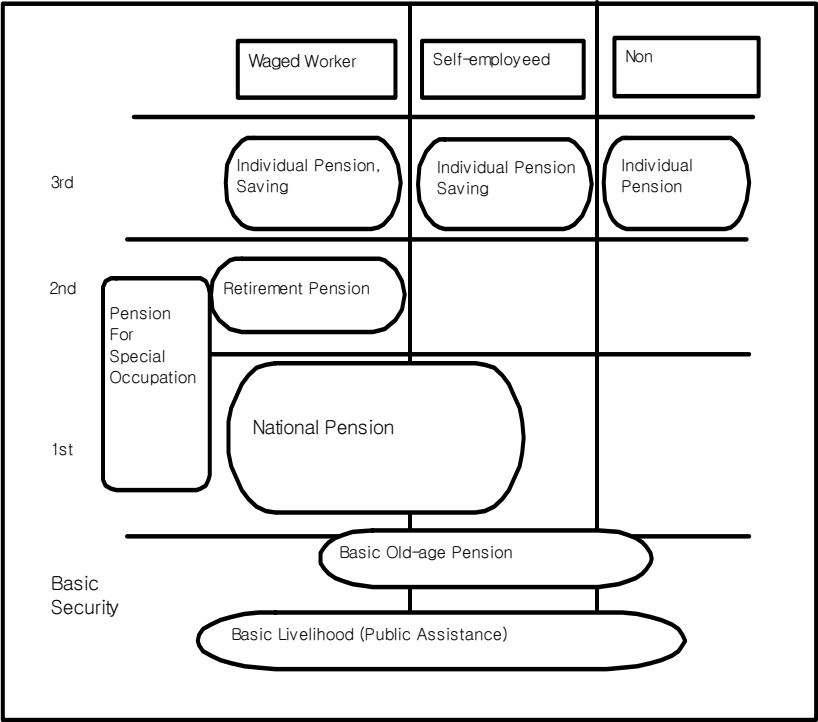 Waged Worker
Self-employeed
Non
3rd
Individual Pension,
Saving
Individual Pension
Saving
Individual
Pension
2nd
Retirement Pension
Pension
For
Special
Occupation
1st
National Pension
Basic Old-age Pension
Basic
Security
Basic Livelihood (Public Assistance)